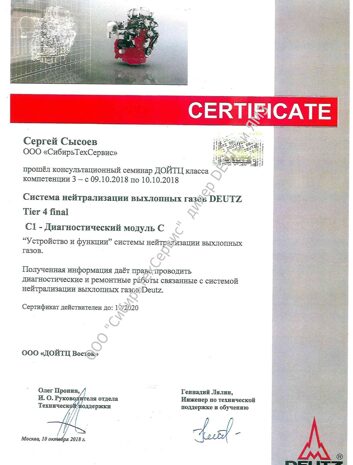 CERTIFICATE
Сергей Сысоев
ООО «СибирьТехСервис»
прошёл консультационный семинар ДОЙТЦ класса
компетенции 3 – с 09.10.2018 по 10.10.2018
Система нейтрализации выхлопных газов DEUTZ
Tier 4 final
С1 - Диагностический модуль С
"Устройство и функции" системы нейтрализации выхлопных
газов.
Полученная информация даёт право проводить
диагностические и ремонтные работы связанные с системой
нейтрализации выхлопных газов Deutz.
Сертификат действителен до: 10/2020
ООО «ДОЙТЦ Восток»
Олег Пронин,
И. О. Руководителя отдела
Технической поддержки
Геннадий Лялин,
Инженер по технической
поддержке и обучению
Москва, 10 октября 2018 г.
DEUTZ
ООО "СибирьТехСервис" дилер DEUTZ